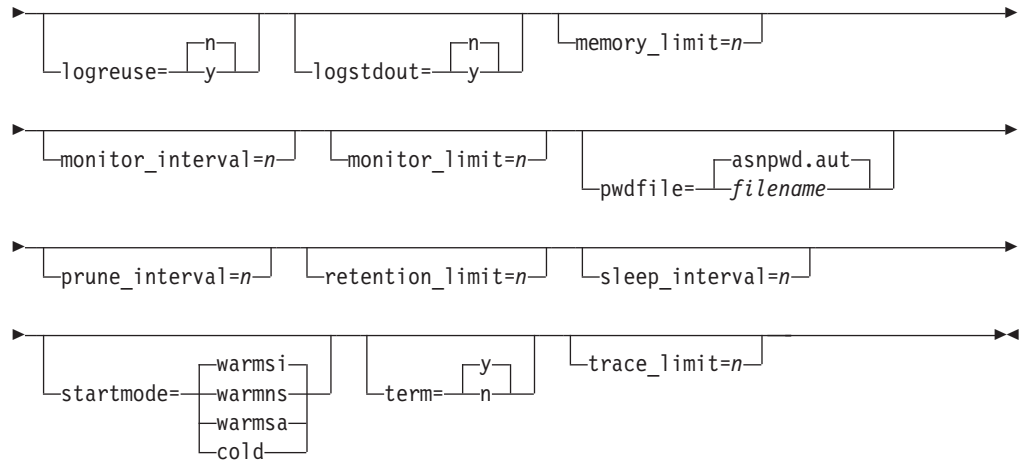 n n memory_limit=n
logreuse= y logstdout= y
asnpwd.aut
monitor_interval=n monitor_limit=n
pwdfile= filename
prune_interval=n retention_limit=n sleep_interval=n
warmsi y trace_limit=n
startmode= warmns term= n
warmsa
cold